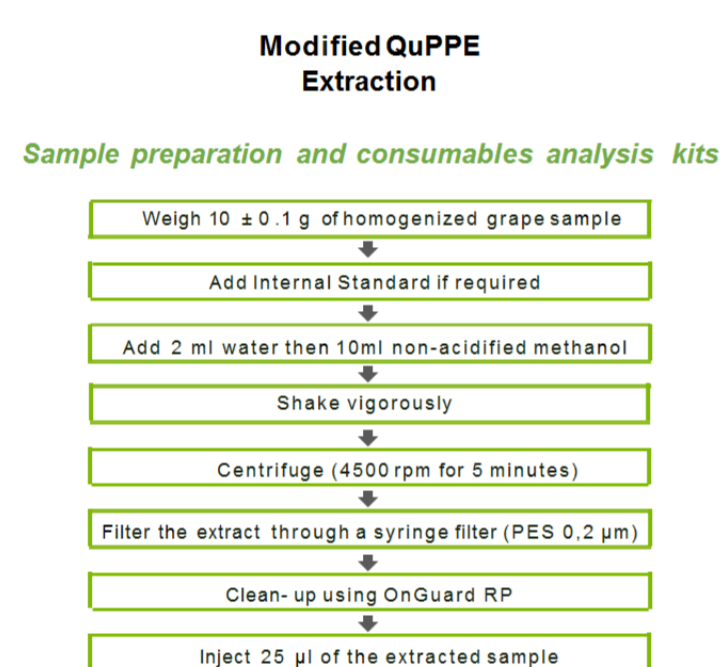 Modified QuPPE
Extraction
Sample preparation and consumables analysis kits
Weigh 10 ± 0.1 g of homogenized grape sample
Add Internal Standard if required
Add 2 ml water then 10ml non-acidified methanol
Shake vigorously
Centrifuge (4500 rpm for 5 minutes)
Filter the extract through a syringe filter (PES 0,2 µm)
Clean- up using OnGuard RP
Inject 25 µl of the extracted sample